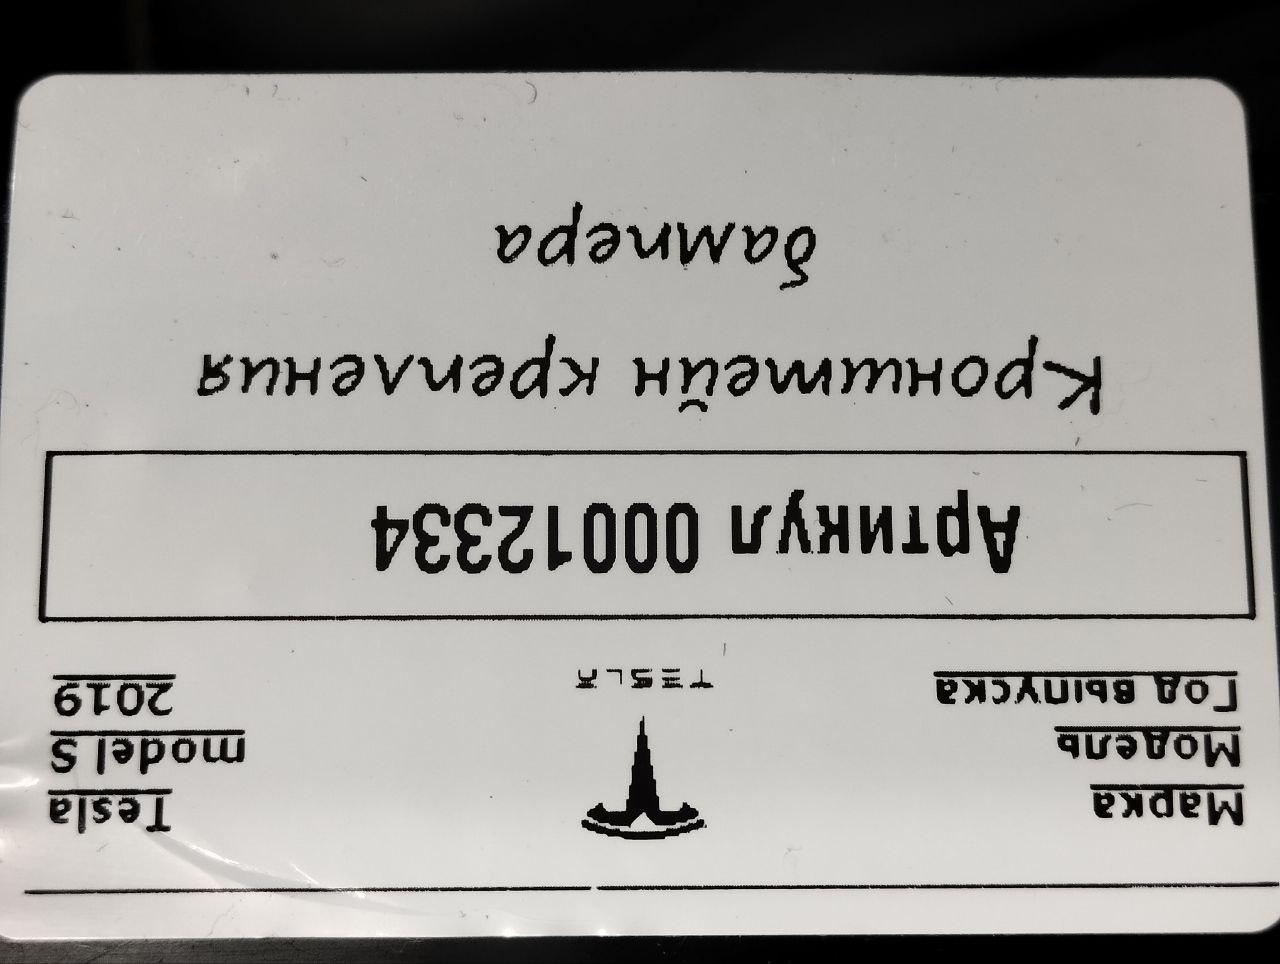 Марка Tesla
Модель model S
Год выпуска 2019
TESLA
Артикул 00012334
Кронштейн крепления
бампера